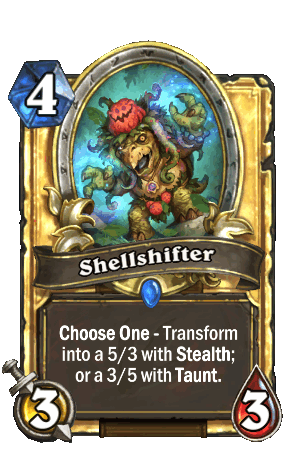 4
Shellshifter
Choose One - Transform
into a 5/3 with Stealth;
or a 3/5 with Taunt.
3
3